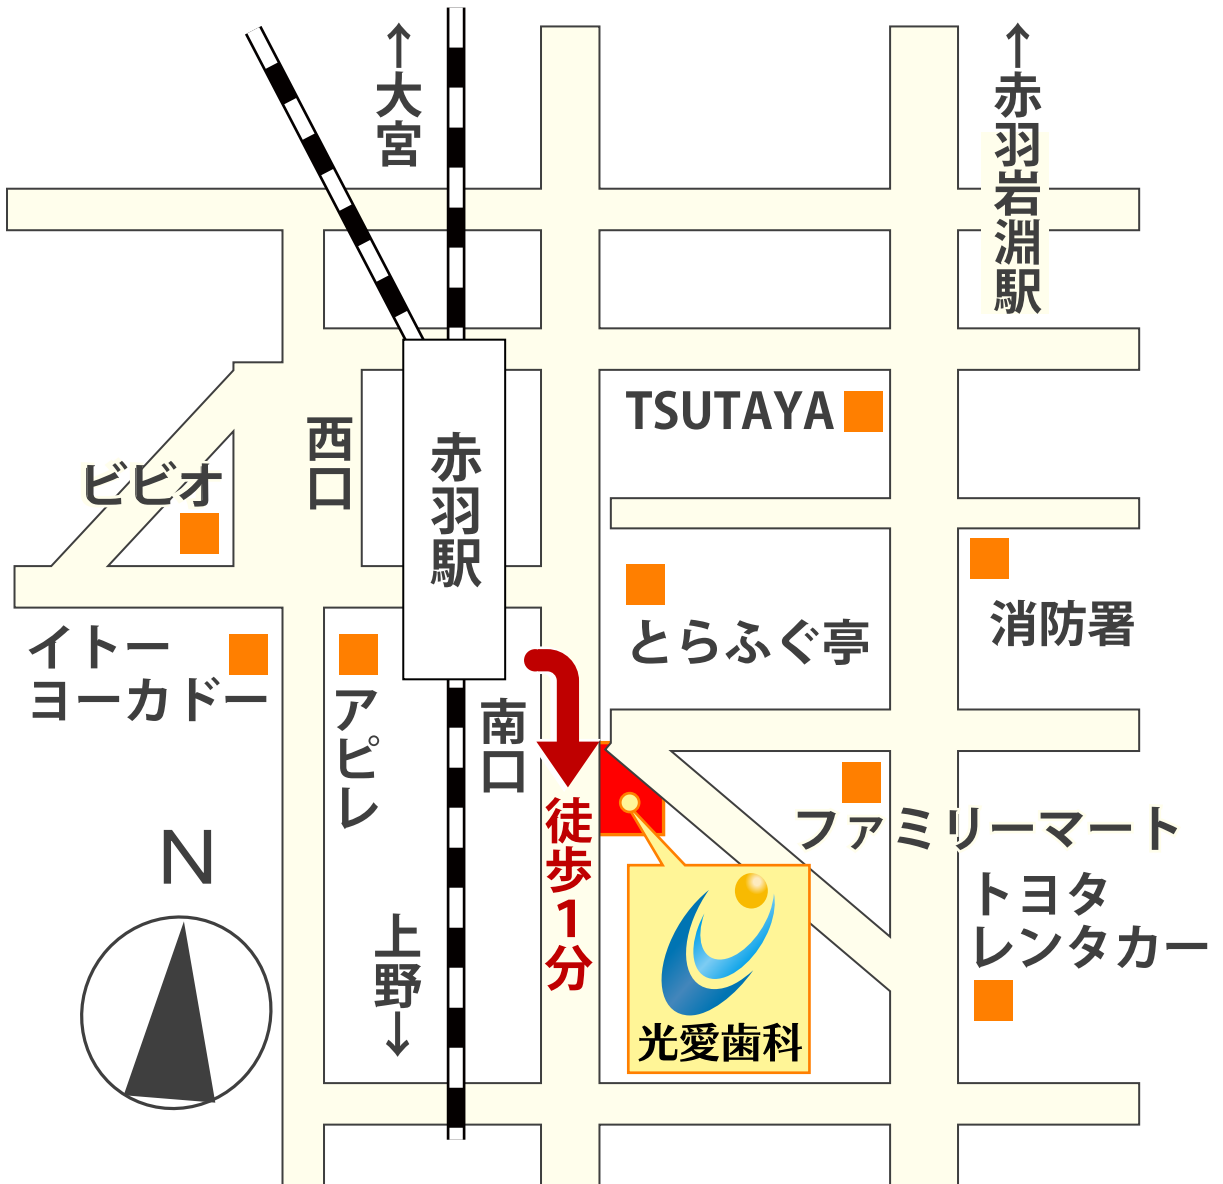 ↑大宮
↑赤羽岩淵駅
TSUTAYA
西口
赤羽駅
ビビオ
消防署
とらふぐ亭
イトー
ヨーカドー
アピレ
南口
徒歩1分
ファミリーマート
N
トヨタ
レンタカー
上野↓
光愛歯科